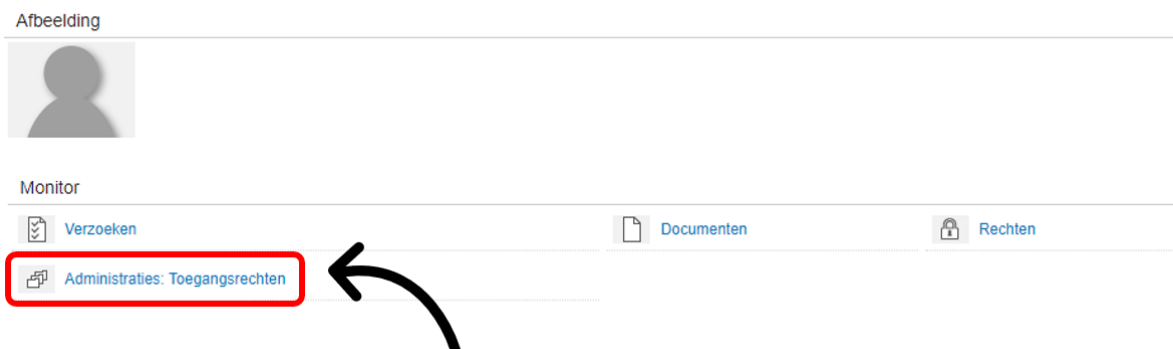 Afbeelding
Monitor
Verzoeken
Documenten
Rechten
Administraties: Toegangsrechten